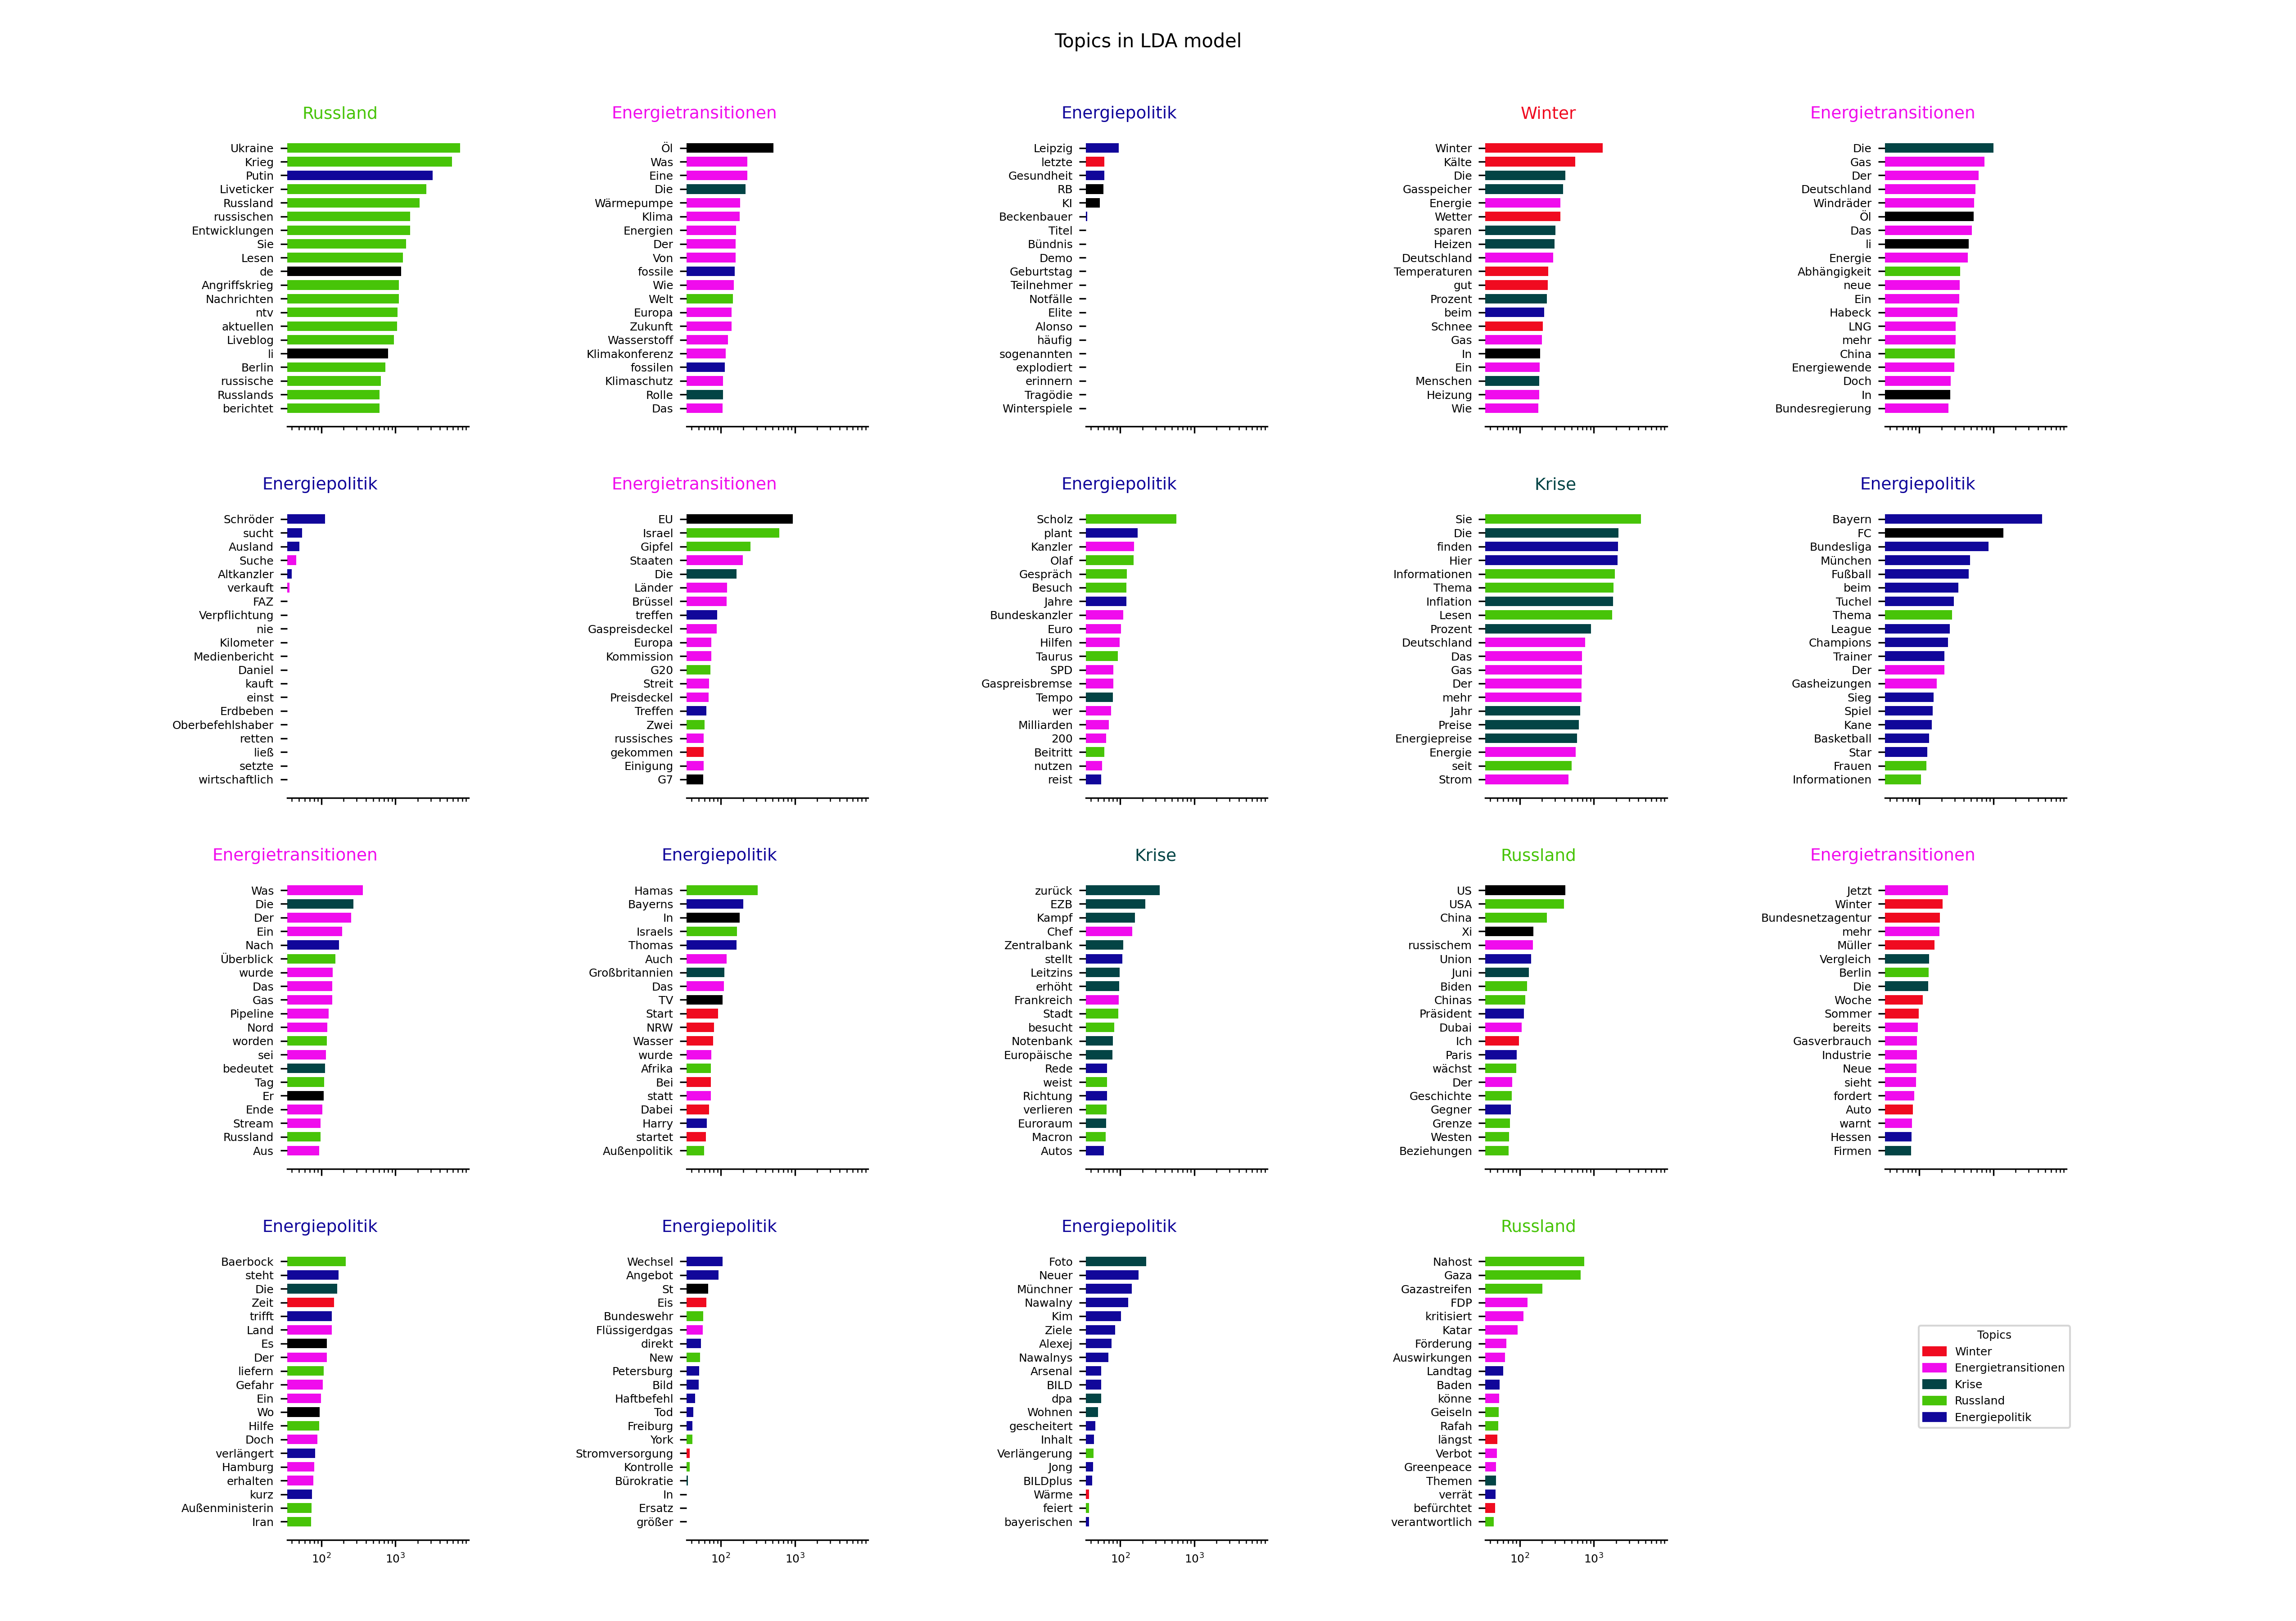 Topics in LDA model
Russland
Ukraine
Krieg
Putin
Liveticker
Russland
russischen
Entwicklungen
Sie
Lesen
de
Angriffskrieg
Nachrichten
ntv
aktuellen
Liveblog
li
Berlin
russische
Russlands
berichtet
Energietransitionen
Öl
Was
Eine
Die
Wärmepumpe
Klima
Energien
Der
Von
fossile
Wie
Welt
Europa
Zukunft
Wasserstoff
Klimakonferenz
fossilen
Klimaschutz
Rolle
Das
Energiepolitik
Leipzig
letzte
Gesundheit
RB
KI
Beckenbauer
Titel
Bündnis
Demo
Geburtstag
Teilnehmer
Notfälle
Elite
Alonso
häufig
sogenannten
explodiert
erinnern
Tragödie
Winterspiele
Winter
Winter
Kälte
Die
Gasspeicher
Energie
Wetter
sparen
Heizen
Deutschland
Temperaturen
gut
Prozent
beim
Schnee
Gas
In
Ein
Menschen
Heizung
Wie
Energietransitionen
Die
Gas
Der
Deutschland
Windräder
Öl
Das
li
Energie
Abhängigkeit
neue
Ein
Habeck
LNG
mehr
China
Energiewende
Doch
In
Bundesregierung
Energiepolitik
Schröder
sucht
Ausland
Suche
Altkanzler
verkauft
FAZ
Verpflichtung
nie
Kilometer
Medienbericht
Daniel
kauft
einst
Erdbeben
Oberbefehlshaber
retten
ließ
setzte
wirtschaftlich
Energietransitionen
EU
Israel
Gipfel
Staaten
Die
Länder
Brüssel
treffen
Gaspreisdeckel
Europa
Kommission
G20
Streit
Preisdeckel
Treffen
Zwei
russisches
gekommen
Einigung
G7
Energiepolitik
Scholz
plant
Kanzler
Olaf
Gespräch
Besuch
Jahre
Bundeskanzler
Euro
Hilfen
Taurus
SPD
Gaspreisbremse
Tempo
wer
Milliarden
200
Beitritt
nutzen
reist
Krise
Sie
Die
finden
Hier
Informationen
Thema
Inflation
Lesen
Prozent
Deutschland
Das
Gas
Der
mehr
Jahr
Preise
Energiepreise
Energie
seit
Strom
Energiepolitik
Bayern
FC
Bundesliga
München
Fußball
beim
Tuchel
Thema
League
Champions
Trainer
Der
Gasheizungen
Sieg
Spiel
Kane
Basketball
Star
Frauen
Informationen
Energietransitionen
Was
Die
Der
Ein
Nach
Überblick
wurde
Das
Gas
Pipeline
Nord
worden
sei
bedeutet
Tag
Er
Ende
Stream
Russland
Aus
Energiepolitik
Hamas
Bayerns
In
Israels
Thomas
Auch
Großbritannien
Das
TV
Start
NRW
Wasser
wurde
Afrika
Bei
statt
Dabei
Harry
startet
Außenpolitik
Krise
zurück
EZB
Kampf
Chef
Zentralbank
stellt
Leitzins
erhöht
Frankreich
Stadt
besucht
Notenbank
Europäische
Rede
weist
Richtung
verlieren
Euroraum
Macron
Autos
Russland
US
USA
China
Xi
russischem
Union
Juni
Biden
Chinas
Präsident
Dubai
Ich
Paris
wächst
Der
Geschichte
Gegner
Grenze
Westen
Beziehungen
Energietransitionen
Jetzt
Winter
Bundesnetzagentur
mehr
Müller
Vergleich
Berlin
Die
Woche
Sommer
bereits
Gasverbrauch
Industrie
Neue
sieht
fordert
Auto
warnt
Hessen
Firmen
Energiepolitik
Baerbock
steht
Die
Zeit
trifft
Land
Es
Der
liefern
Gefahr
Ein
Wo
Hilfe
Doch
verlängert
Hamburg
erhalten
kurz
Außenministerin
Iran
10² 10³
Energiepolitik
Wechsel
Angebot
St
Eis
Bundeswehr
Flüssigerdgas
direkt
New
Petersburg
Bild
Haftbefehl
Tod
Freiburg
York
Stromversorgung
Kontrolle
Bürokratie
In
Ersatz
größer
10² 10³
Energiepolitik
Foto
Neuer
Münchner
Nawalny
Kim
Ziele
Alexej
Nawalnys
Arsenal
BILD
dpa
Wohnen
gescheitert
Inhalt
Verlängerung
Jong
BILDplus
Wärme
feiert
bayerischen
10² 10³
Russland
Nahost
Gaza
Gazastreifen
FDP
kritisiert
Katar
Förderung
Auswirkungen
Landtag
Baden
könne
Geiseln
Rafah
längst
Verbot
Greenpeace
Themen
verrät
befürchtet
verantwortlich
10² 10³
Topics
Winter
Energietransitionen
Krise
Russland
Energiepolitik